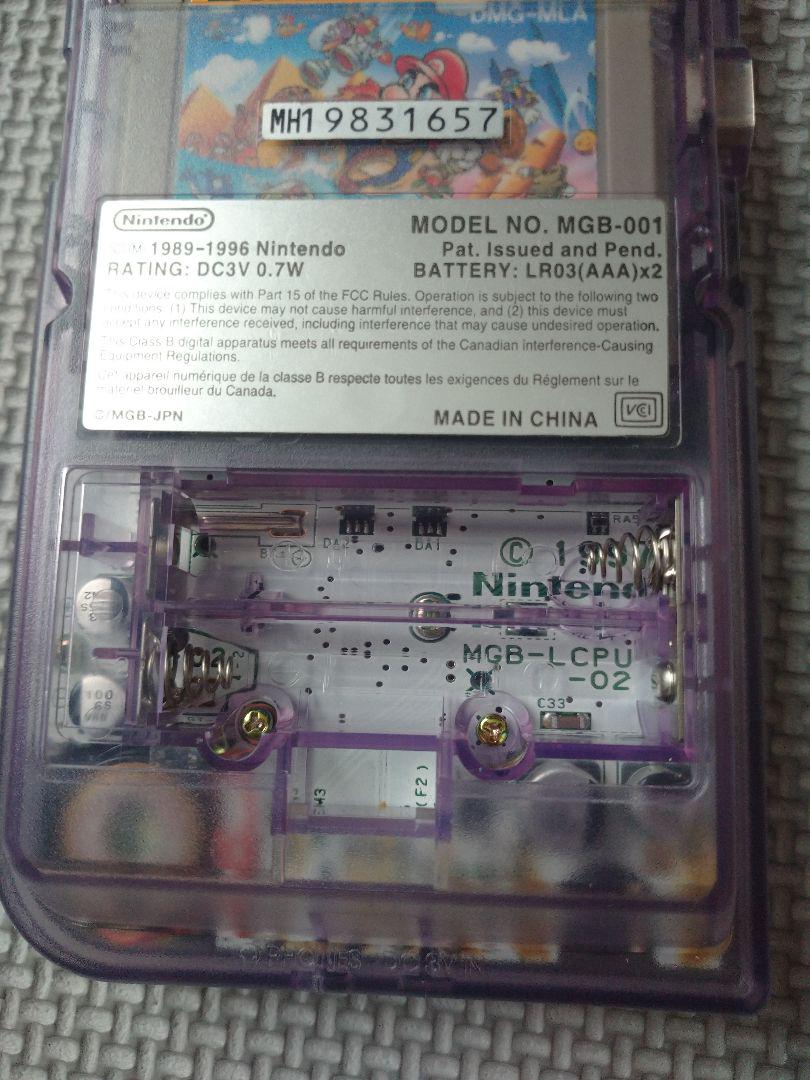 DMG-MLA
MH19831657
Nintendo
MODEL NO. MGB-001
1989-1996 Nintendo
Pat. Issued and Pend.
RATING: DC3V 0.7W
BATTERY: LR03(AAA)x2
This device complies with Part 15 of the FCC Rules. Operation is subject to the following two
conditions. (1) This device may not cause harmful interference, and (2) this device must
accept any interference received, including interference that may cause undesired operation.
This Class B digital apparatus meets all requirements of the Canadian Interference-Causing
Equipment Regulations.
Cet appareil numérique de la classe B respecte toutes les exigences du Réglement sur le
matériel brouilleur du Canada.
C/MGB-JPN
MADE IN CHINA
VCI
DA2
DA1
© 1997
Nintendo
MGB-LCPU
-02
C33
100
6S
(F2)